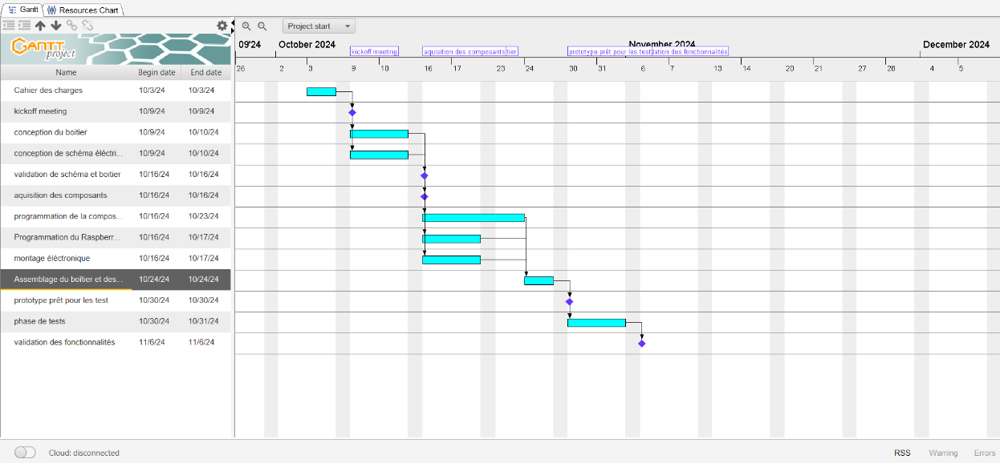 Gantt Resources Chart
Project start
GANTT project
09'24 October 2024 November 2024 December 2024
kickoff meeting aquisition des composants tier prototype prêt pour les test dation des fonctionnalités
Name Begin date End date
26 2 3 9 10 16 17 23 24 30 31 6 7 13 14 20 21 27 28 4 5
Cahier des charges 10/3/24 10/3/24
kickoff meeting 10/9/24 10/9/24
conception du boitier 10/9/24 10/10/24
conception de schéma éléctri... 10/9/24 10/10/24
validation de schéma et boitier 10/16/24 10/16/24
aquisition des composants 10/16/24 10/16/24
programmation de la compos... 10/16/24 10/23/24
Programmation du Raspberr... 10/16/24 10/17/24
montage éléctronique 10/16/24 10/17/24
Assemblage du boîtier et des... 10/24/24 10/24/24
prototype prêt pour les test 10/30/24 10/30/24
phase de tests 10/30/24 10/31/24
validation des fonctionnalités 11/6/24 11/6/24
Cloud: disconnected RSS Warning Errors